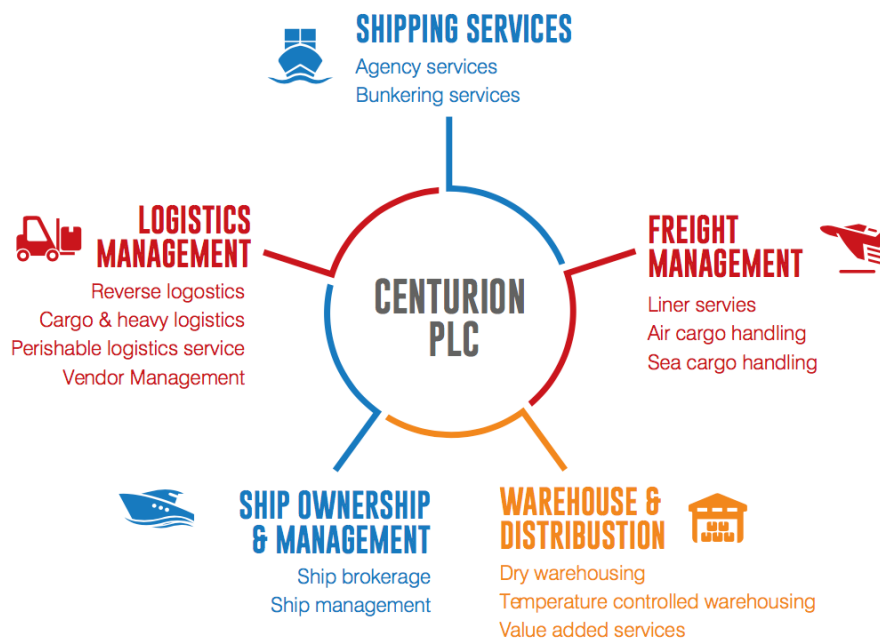 SHIPPING SERVICES
Agency services
Bunkering services
LOGISTICS
MANAGEMENT
Reverse logostics
Cargo & heavy logistics
Perishable logistics service
Vendor Management
CENTURION
PLC
FREIGHT
MANAGEMENT
Liner servies
Air cargo handling
Sea cargo handling
SHIP OWNERSHIP
& MANAGEMENT
Ship brokerage
Ship management
WAREHOUSE &
DISTRIBUSTION
Dry warehousing
Temperature controlled warehousing
Value added services